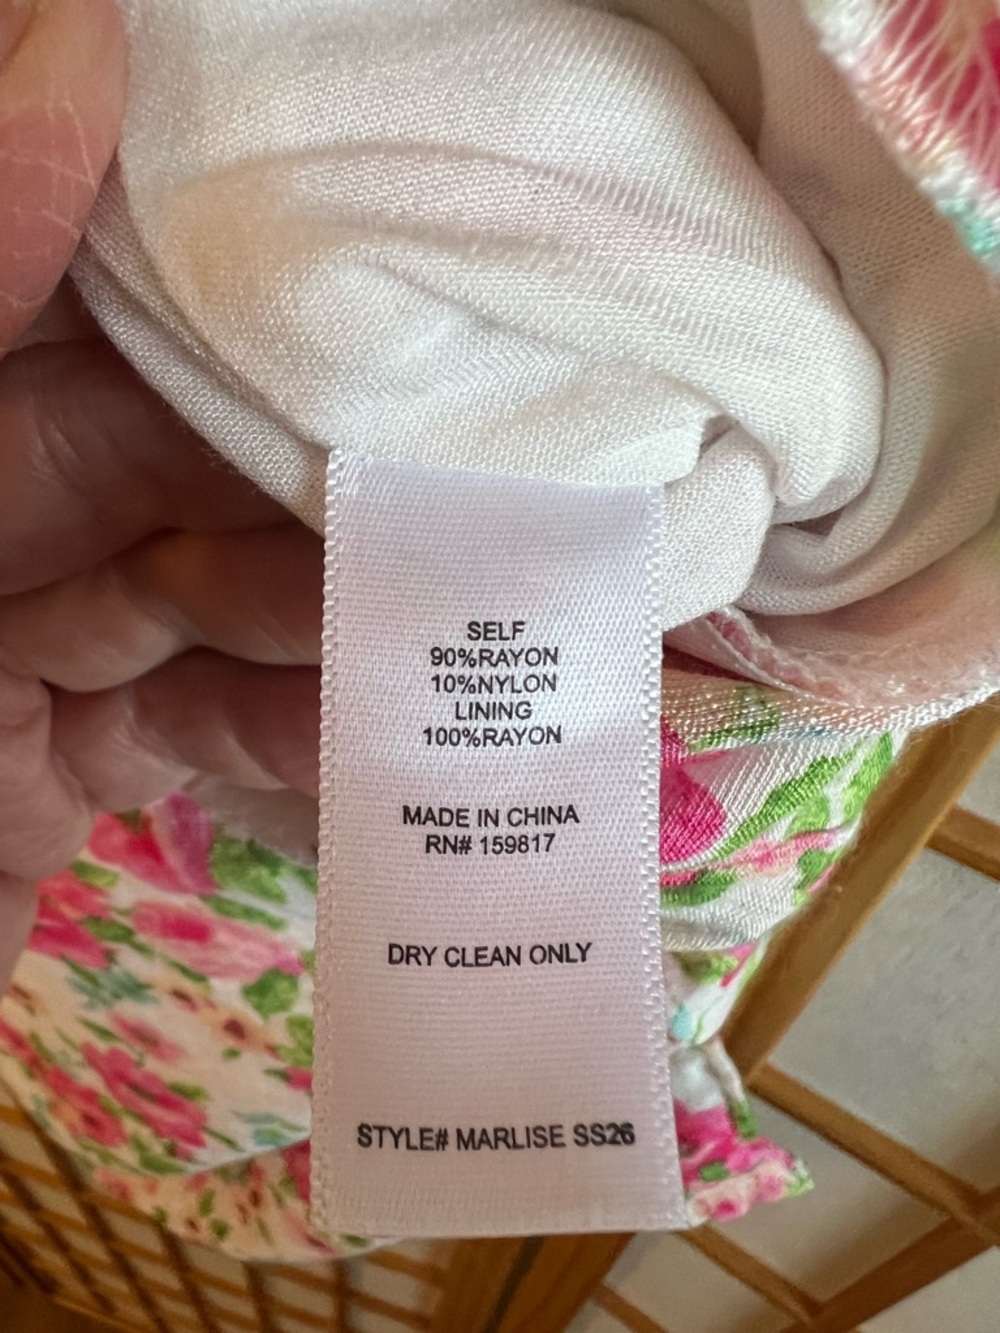 SELF
90%RAYON
10%NYLON
LINING
100%RAYON
MADE IN CHINA
RN# 159817
DRY CLEAN ONLY
STYLE# MARLISE SS26